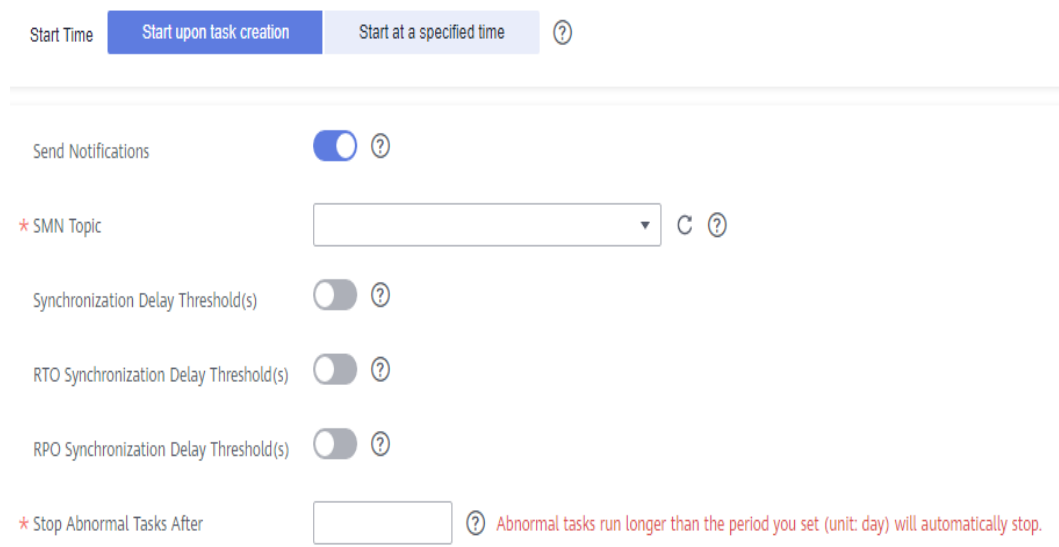 Start Time Start upon task creation Start at a specified time ?
Send Notifications ?
* SMN Topic ?
Synchronization Delay Threshold(s) ?
RTO Synchronization Delay Threshold(s) ?
RPO Synchronization Delay Threshold(s) ?
* Stop Abnormal Tasks After ? Abnormal tasks run longer than the period you set (unit: day) will automatically stop.